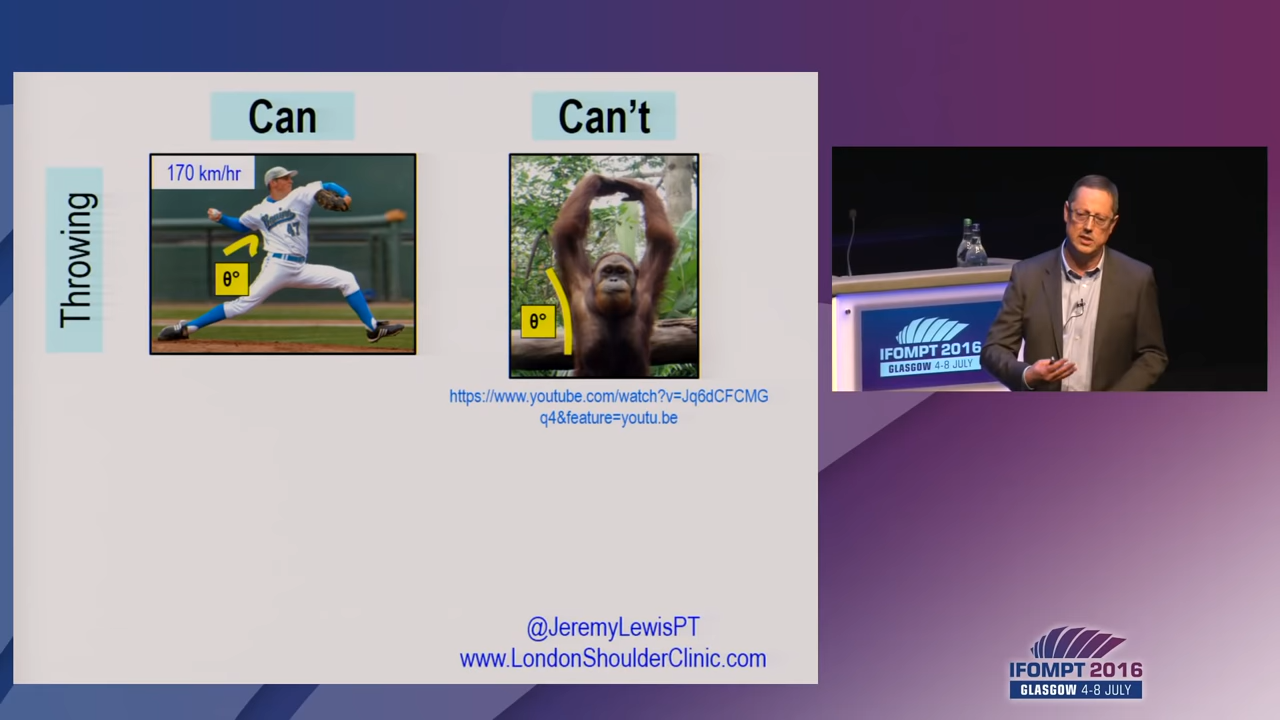 Can
Can't
Throwing
170 km/hr
47
θ°
θ°
https://www.youtube.com/watch?v=Jq6dCFCMG
q4&feature=youtu.be
@JeremyLewisPT
www.LondonShoulderClinic.com
IFOMPT 2016
GLASGOW 4-8 JULY
IFOMPT 2016
GLASGOW 4-8 JULY